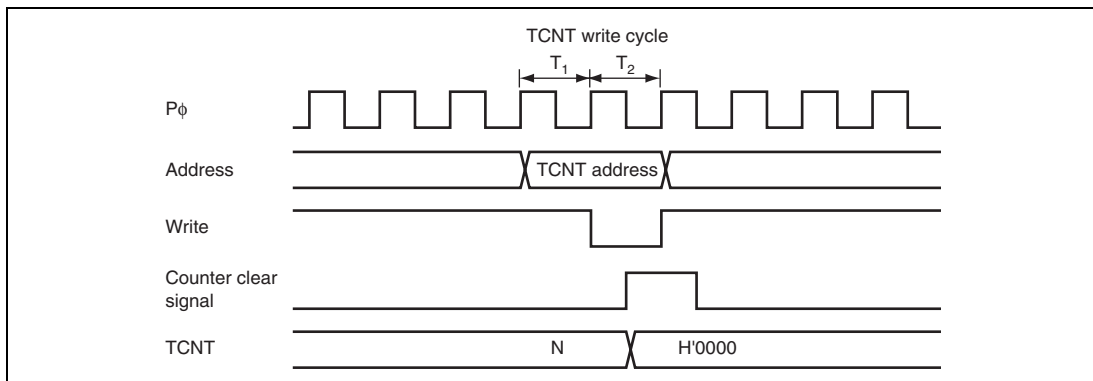 TCNT write cycle
T1 T2
Pϕ
Address
TCNT address
Write
Counter clear
signal
TCNT
N
H'0000